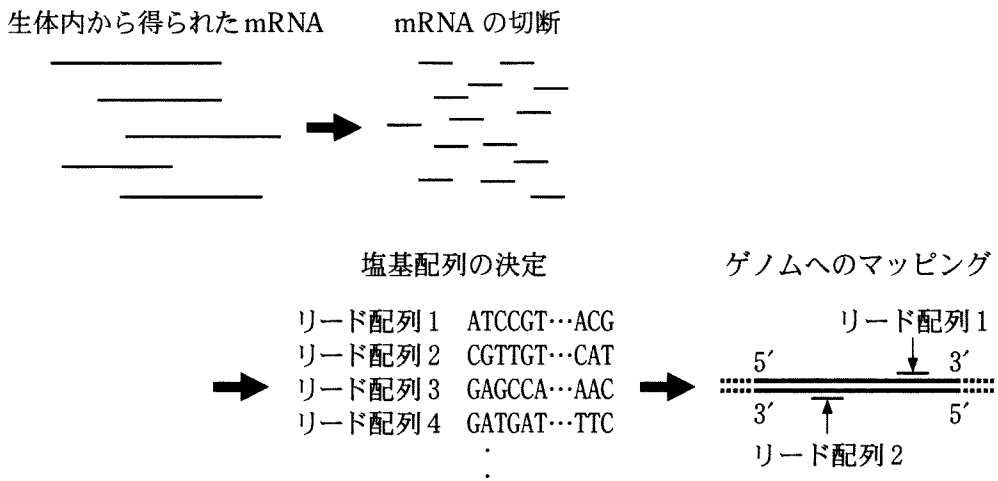 生体内から得られたmRNA
mRNAの切断
塩基配列の決定
リード配列1 ATCCGT…ACG
リード配列2 CGTTGT…CAT
リード配列3 GAGCCA…AAC
リード配列4 GATGAT…TTC
ゲノムへのマッピング
リード配列1
5′ 3′
3′ 5′
リード配列2